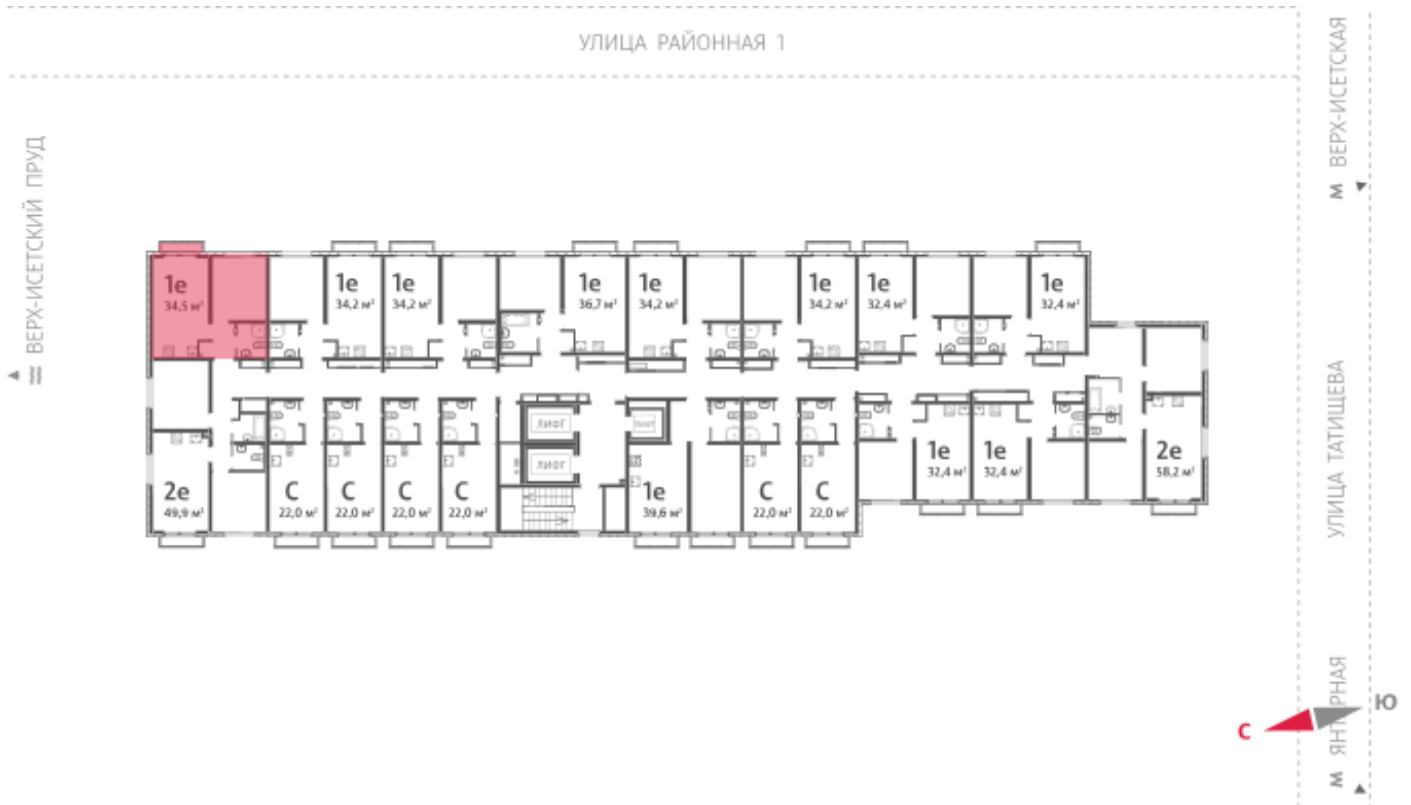 УЛИЦА РАЙОННАЯ 1
М ВЕРХ-ИСЕТСКАЯ
ВЕРХ-ИСЕТСКИЙ ПРУД
1е
34,5 м²
1е
34,2 м²
1е
34,2 м²
1е
36,7 м²
1е
34,2 м²
1е
34,2 м²
1е
32,4 м²
1е
32,4 м²
УЛИЦА ТАТИЩЕВА
ЛИФТ
ЛИФТ
ЛИФТ
2е
49,9 м²
С
22,0 м²
С
22,0 м²
С
22,0 м²
С
22,0 м²
1е
39,6 м²
С
22,0 м²
С
22,0 м²
1е
32,4 м²
1е
32,4 м²
2е
58,2 м²
М ЯНТАРНАЯ
С
Ю